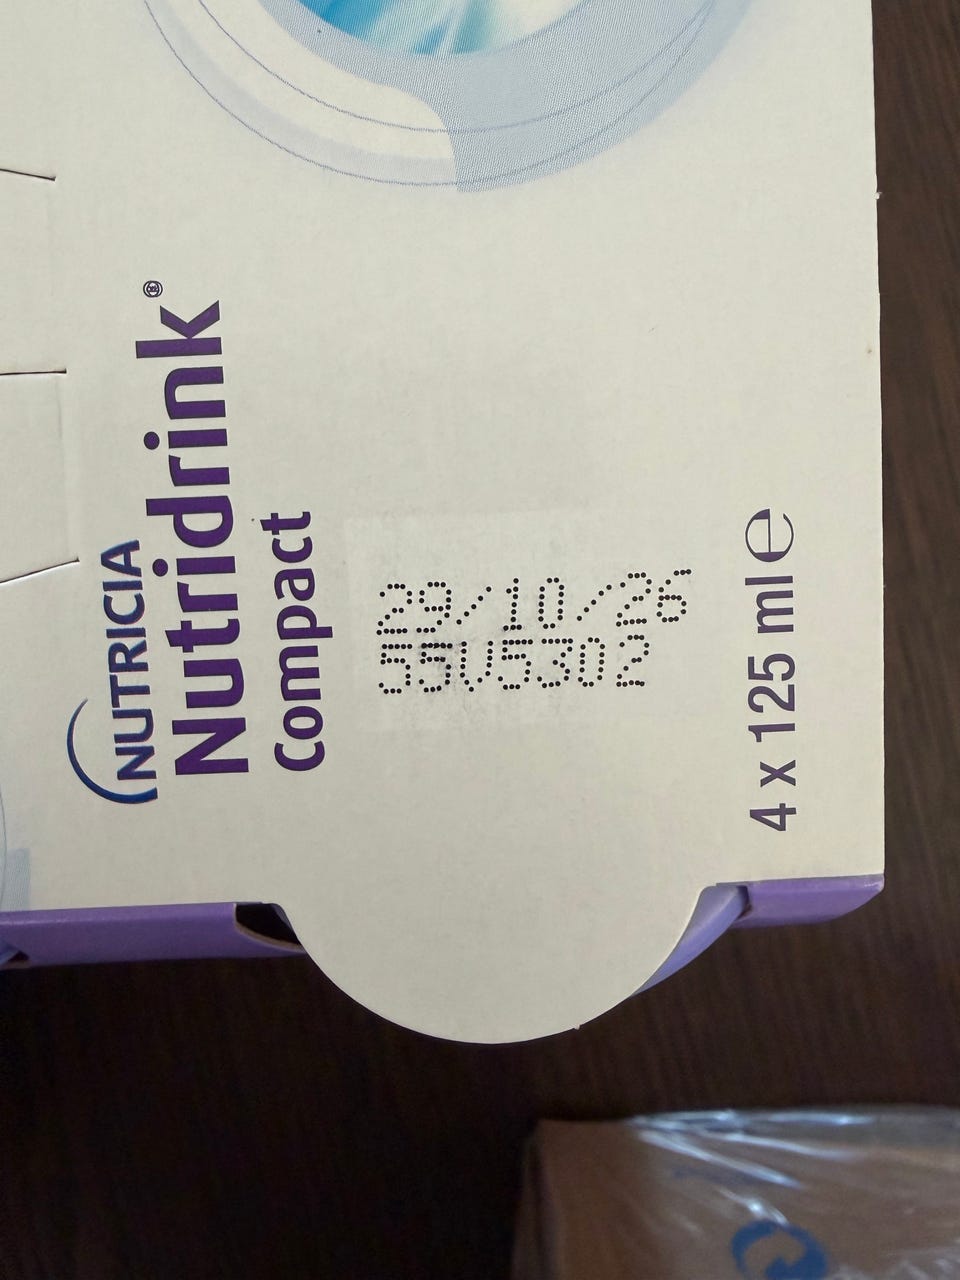 NUTRICIA
Nutridrink®
Compact
29/10/26
55V5302
4 x 125 ml ℮